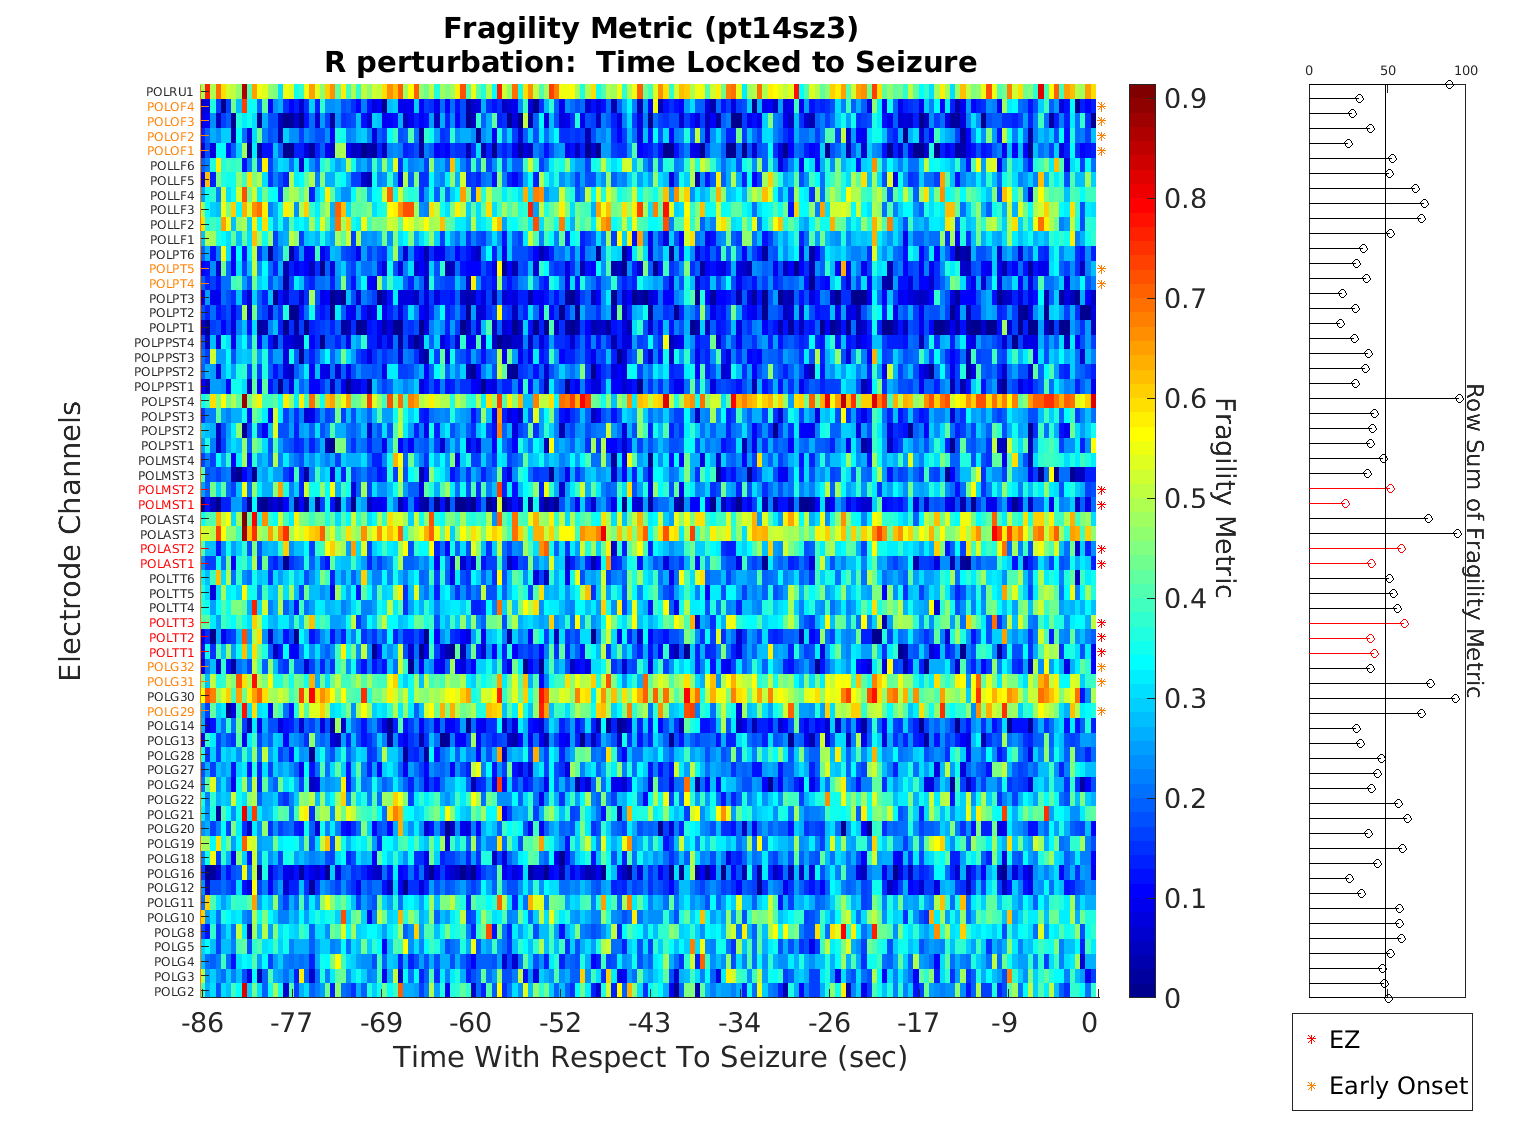 Fragility Metric (pt14sz3)
R perturbation:  Time Locked to Seizure
Electrode Channels
POLRU1
POLOF4
POLOF3
POLOF2
POLOF1
POLLF6
POLLF5
POLLF4
POLLF3
POLLF2
POLLF1
POLPT6
POLPT5
POLPT4
POLPT3
POLPT2
POLPT1
POLPPST4
POLPPST3
POLPPST2
POLPPST1
POLPST4
POLPST3
POLPST2
POLPST1
POLMST4
POLMST3
POLMST2
POLMST1
POLAST4
POLAST3
POLAST2
POLAST1
POLTT6
POLTT5
POLTT4
POLTT3
POLTT2
POLTT1
POLG32
POLG31
POLG30
POLG29
POLG14
POLG13
POLG28
POLG27
POLG24
POLG22
POLG21
POLG20
POLG19
POLG18
POLG16
POLG12
POLG11
POLG10
POLG8
POLG5
POLG4
POLG3
POLG2
-86 -77 -69 -60 -52 -43 -34 -26 -17 -9 0
Time With Respect To Seizure (sec)
0.9
0.8
0.7
0.6
0.5
0.4
0.3
0.2
0.1
0
Fragility Metric
0 50 100
Row Sum of Fragility Metric
EZ
Early Onset